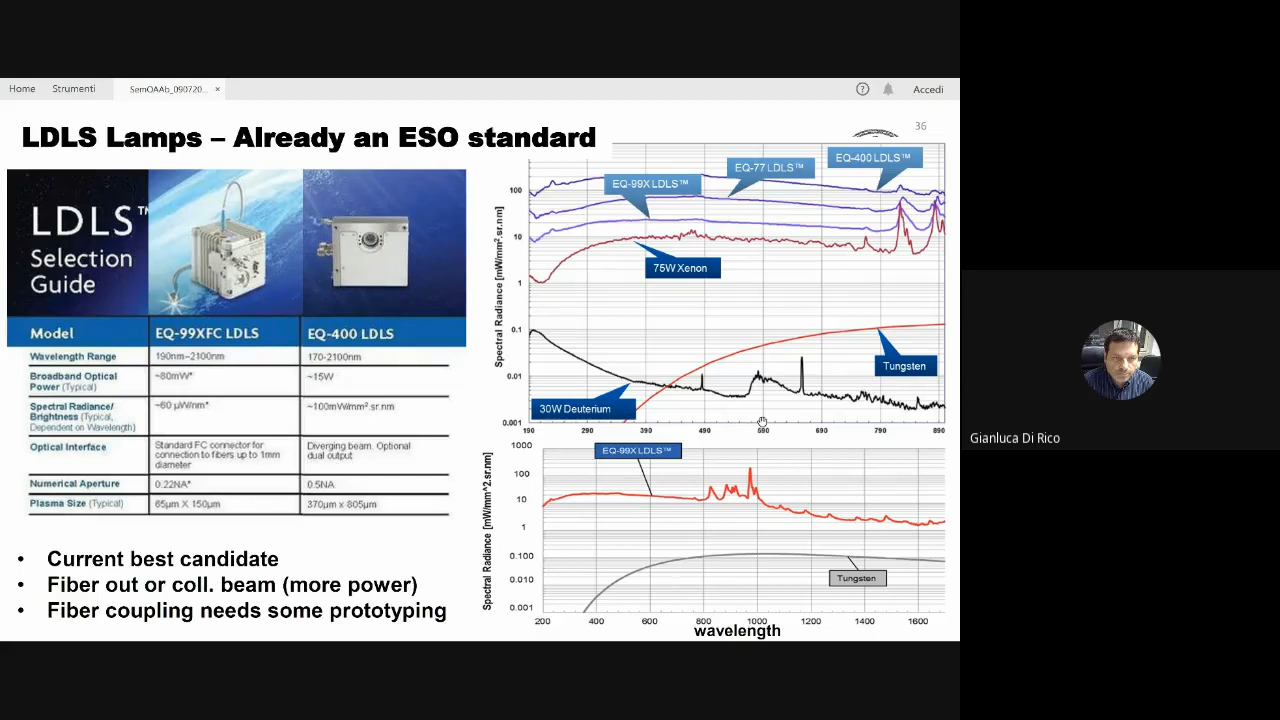 Home Strumenti SemOAAb_090720... × ? Accedi
LDLS Lamps – Already an ESO standard
36
LDLS™
Selection
Guide
Model EQ-99XFC LDLS EQ-400 LDLS
Wavelength Range 190nm–2100nm 170-2100nm
Broadband Optical Power (Typical) ~80mW* ~15W
Spectral Radiance/ Brightness (Typical, Dependent on Wavelength) ~60 µW/nm* ~100mW/mm².sr.nm
Optical Interface Standard FC connector for connection to fibers up to 1mm diameter Diverging beam, Optional dual output
Numerical Aperture 0.22NA* 0.5NA
Plasma Size (Typical) 65µm X 150µm 370µm x 805µm
• Current best candidate
• Fiber out or coll. beam (more power)
• Fiber coupling needs some prototyping
Spectral Radiance [mW/mm².sr.nm]
100
10
1
0.1
0.01
0.001
EQ-99X LDLS™
EQ-77 LDLS™
EQ-400 LDLS™
75W Xenon
Tungsten
30W Deuterium
190 290 390 490 590 690 790 890
Spectral Radiance [mW/mm^2.sr.nm]
1000
100
10
1
0.100
0.010
0.001
EQ-99X LDLS™
Tungsten
200 400 600 800 1000 1200 1400 1600
wavelength
Gianluca Di Rico